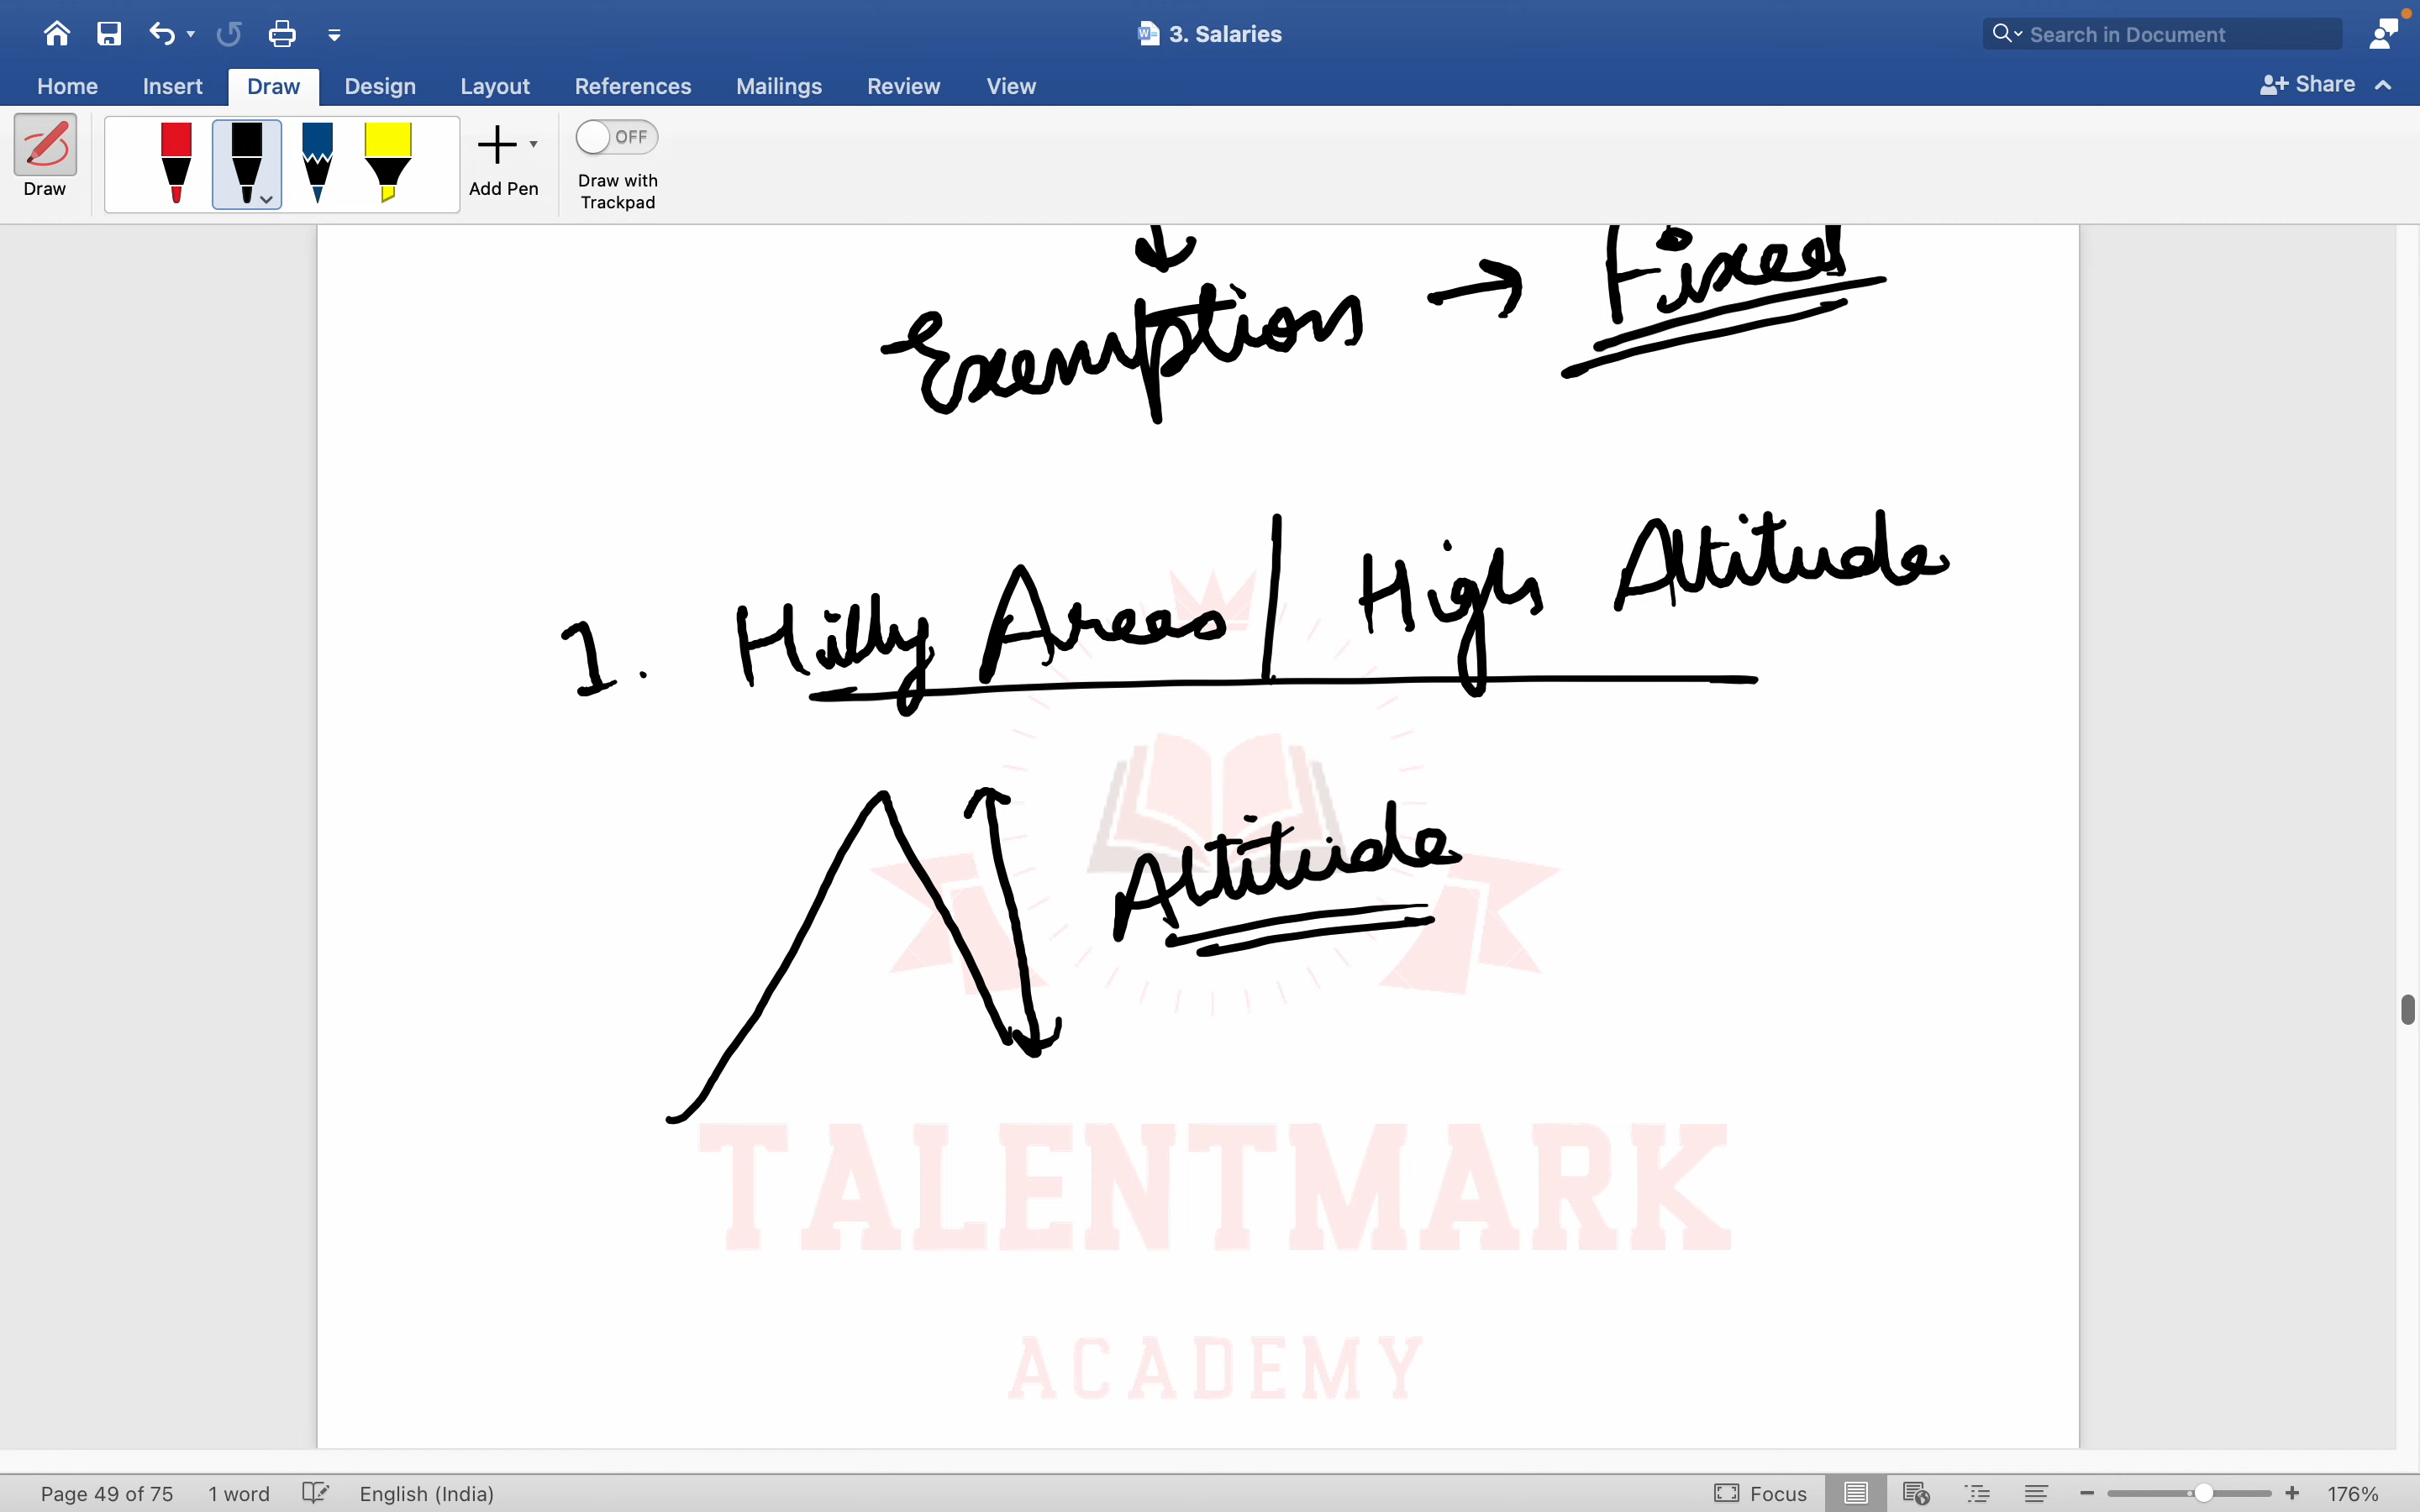 3. Salaries
Search in Document
Home Insert Draw Design Layout References Mailings Review View
Share
OFF
Draw
Add Pen
Draw with
Trackpad
Exemption → Fixed
1. Hilly Areas | High Altitude
Altitude
TALENTMARK
ACADEMY
Page 49 of 75 1 word English (India) Focus 176%